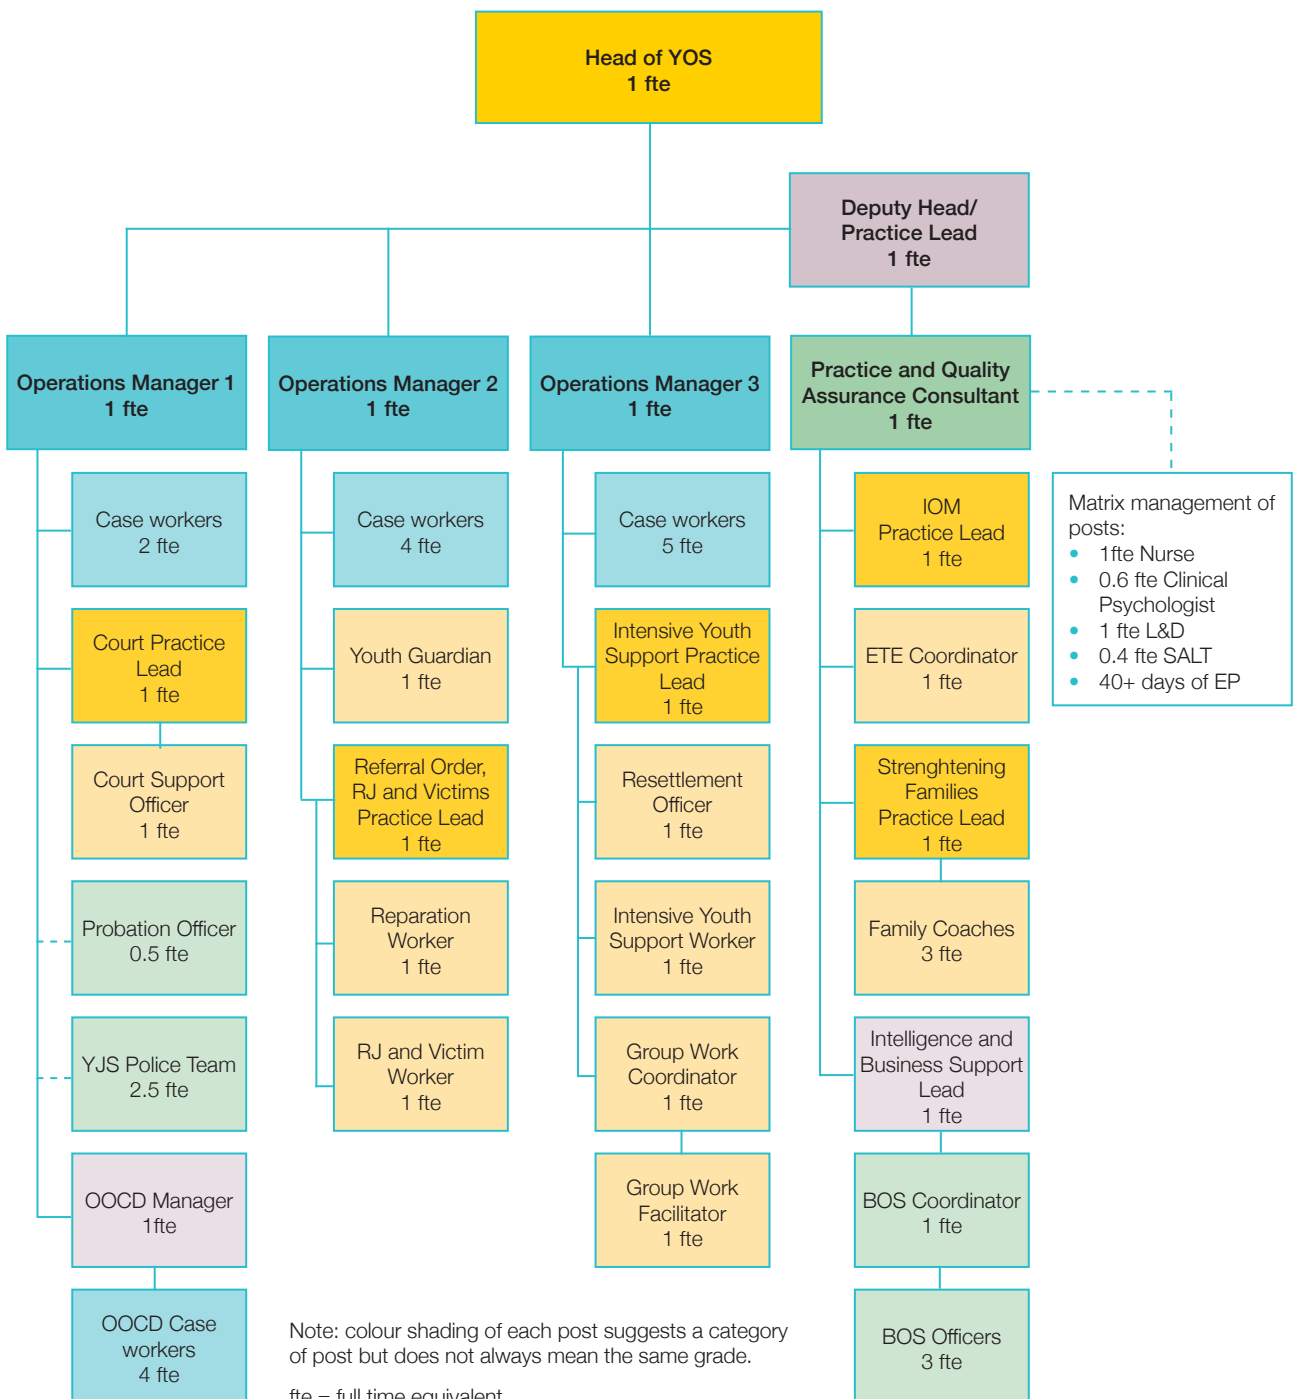 Head of YOS
1 fte
Deputy Head/
Practice Lead
1 fte
Operations Manager 1
1 fte
Operations Manager 2
1 fte
Operations Manager 3
1 fte
Practice and Quality
Assurance Consultant
1 fte
Case workers
2 fte
Court Practice
Lead
1 fte
Court Support
Officer
1 fte
Probation Officer
0.5 fte
YJS Police Team
2.5 fte
OOCD Manager
1fte
OOCD Case
workers
4 fte
Case workers
4 fte
Youth Guardian
1 fte
Referral Order,
RJ and Victims
Practice Lead
1 fte
Reparation
Worker
1 fte
RJ and Victim
Worker
1 fte
Case workers
5 fte
Intensive Youth
Support Practice
Lead
1 fte
Resettlement
Officer
1 fte
Intensive Youth
Support Worker
1 fte
Group Work
Coordinator
1 fte
Group Work
Facilitator
1 fte
IOM
Practice Lead
1 fte
ETE Coordinator
1 fte
Strenghtening
Families
Practice Lead
1 fte
Family Coaches
3 fte
Intelligence and
Business Support
Lead
1 fte
BOS Coordinator
1 fte
BOS Officers
3 fte
Matrix management of
posts:
• 1fte Nurse
• 0.6 fte Clinical
Psychologist
• 1 fte L&D
• 0.4 fte SALT
• 40+ days of EP
Note: colour shading of each post suggests a category
of post but does not always mean the same grade.
fte = full time equivalent